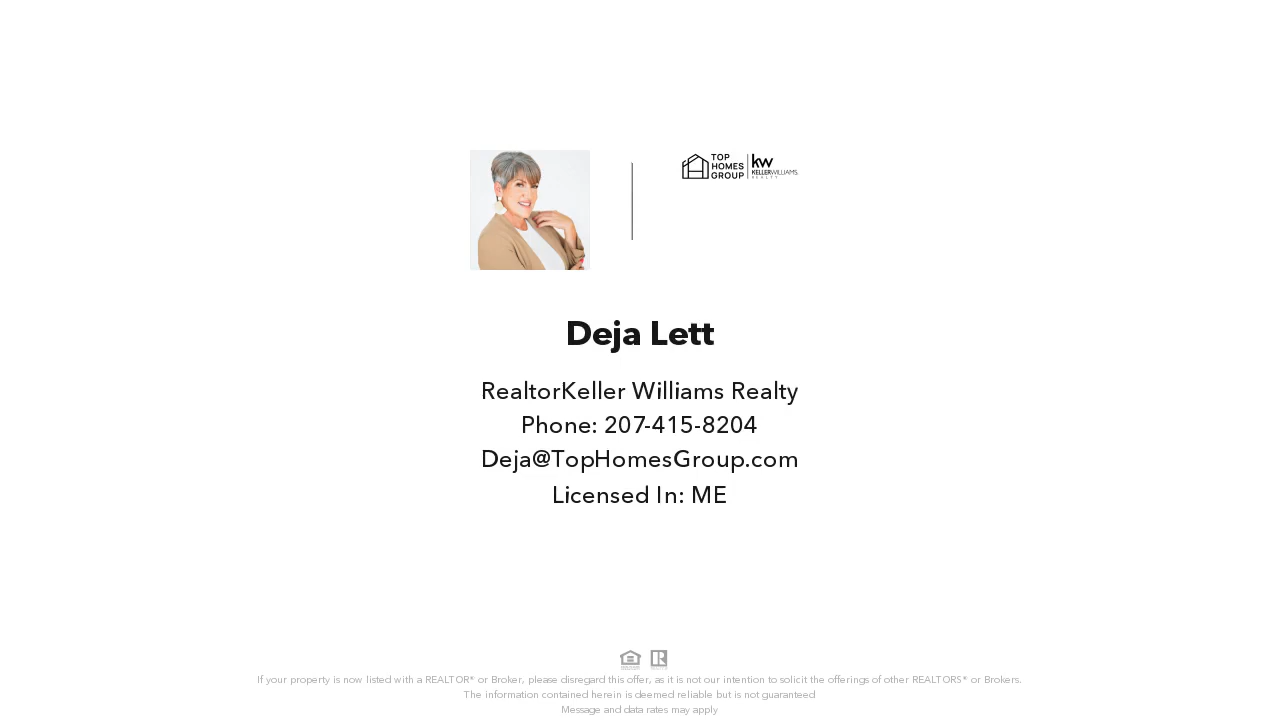 TOP
HOMES
GROUP
kw
KELLERWILLIAMS.
REALTY
Deja Lett
RealtorKeller Williams Realty
Phone: 207-415-8204
Deja@TopHomesGroup.com
Licensed In: ME
If your property is now listed with a REALTOR® or Broker, please disregard this offer, as it is not our intention to solicit the offerings of other REALTORS® or Brokers.
The information contained herein is deemed reliable but is not guaranteed
Message and data rates may apply